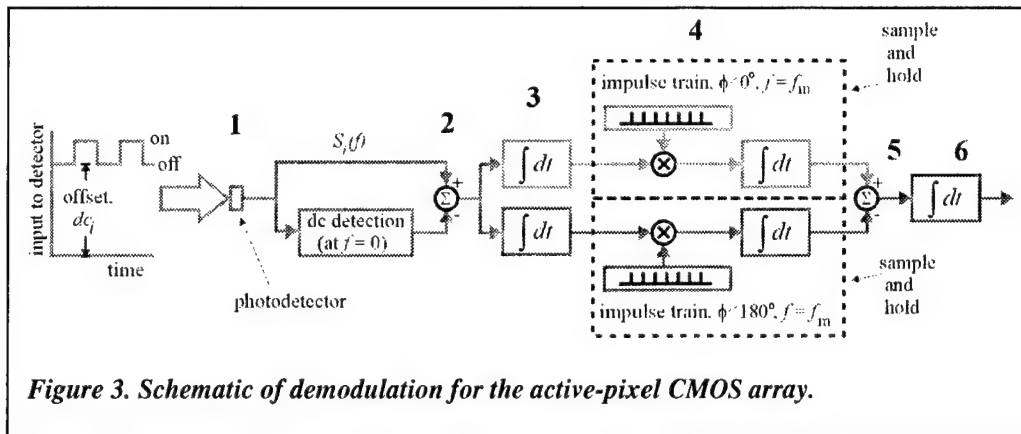 4
sample
and
hold
impulse train, ϕ=0°, f = fm
1
2
3
Si(f)
on
off
input to detector
offset,
dci
time
photodetector
dc detection
(at f = 0)
Σ
+
-
∫ dt
∫ dt
⊗
∫ dt
∫ dt
⊗
impulse train, ϕ=180°, f = fm
Σ
+
-
5
6
∫ dt
sample
and
hold
Figure 3. Schematic of demodulation for the active-pixel CMOS array.